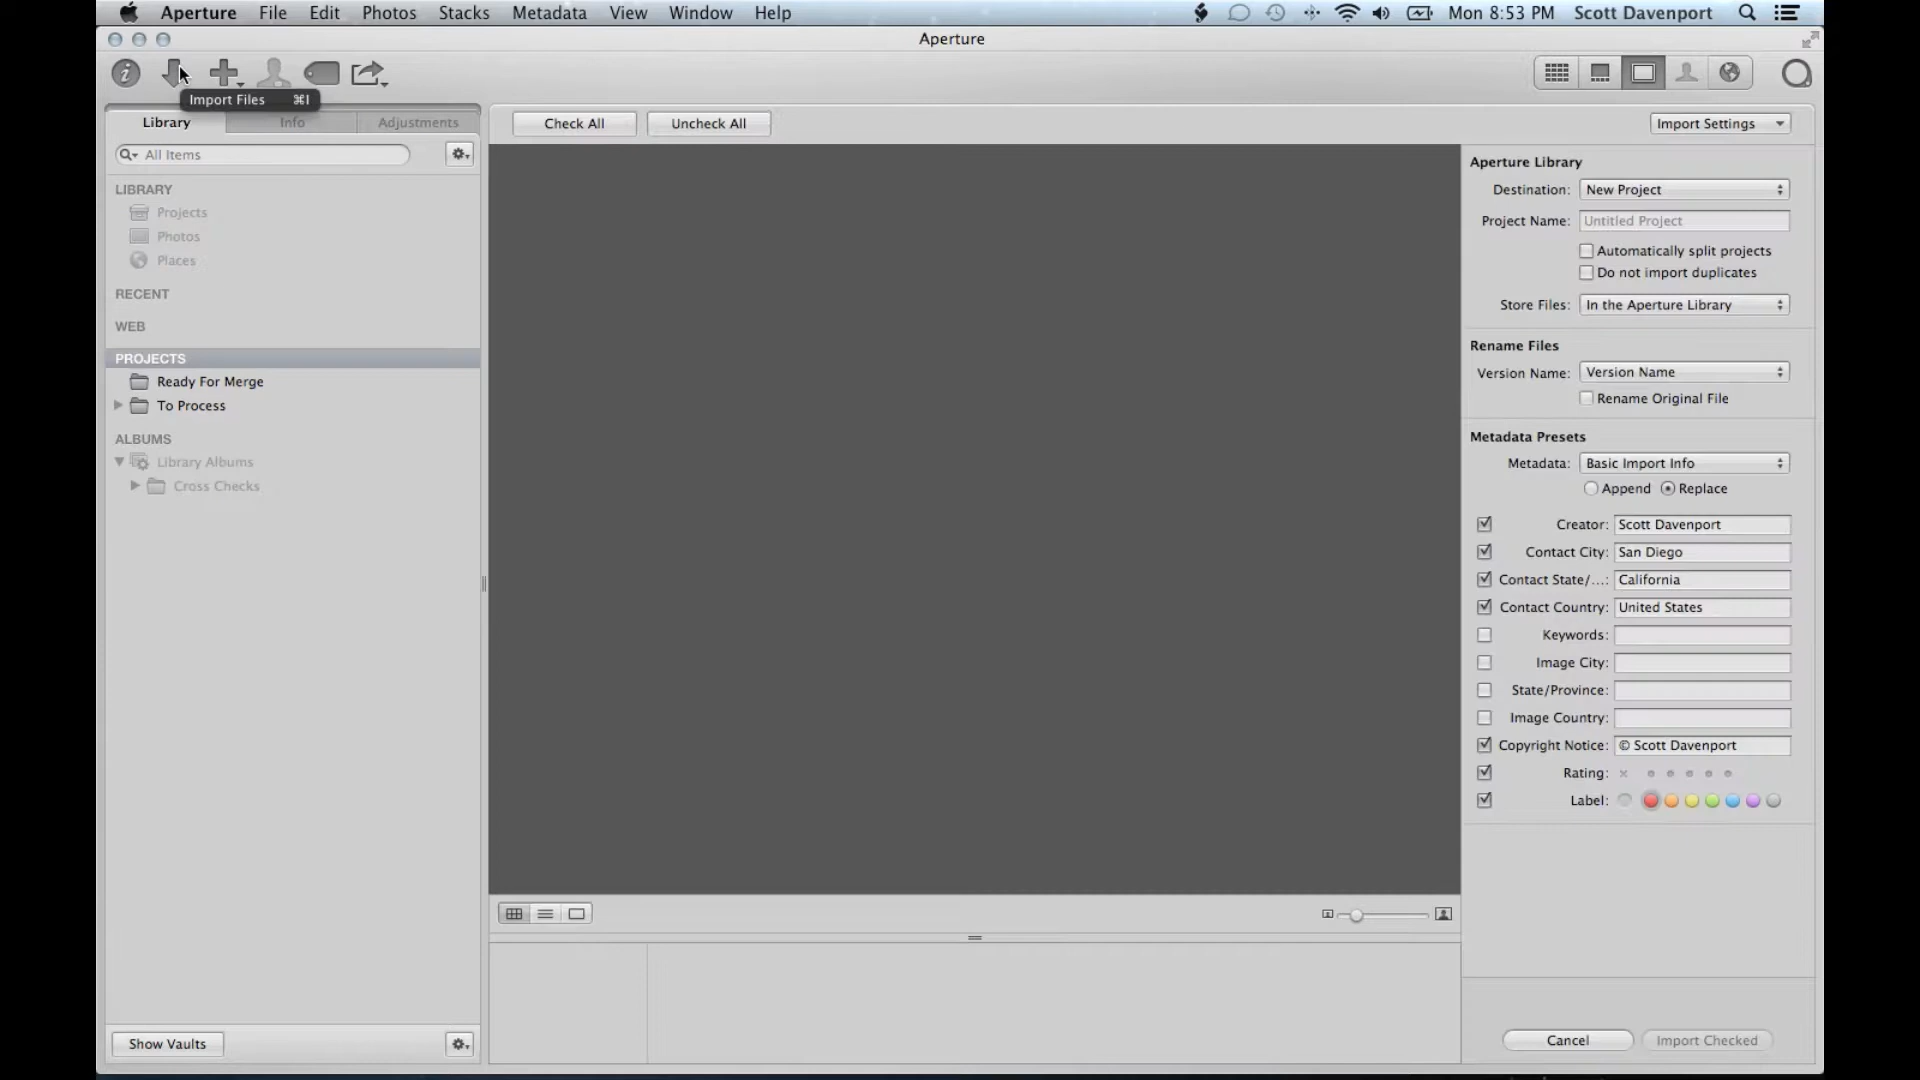 Aperture File Edit Photos Stacks Metadata View Window Help Mon 8:53 PM Scott Davenport
Aperture
Import Files ⌘I
Library Info Adjustments
Check All Uncheck All Import Settings
All Items
LIBRARY
Projects
Photos
Places
RECENT
WEB
PROJECTS
Ready For Merge
To Process
ALBUMS
Library Albums
Cross Checks
Show Vaults
Aperture Library
Destination: New Project
Project Name: Untitled Project
Automatically split projects
Do not import duplicates
Store Files: In the Aperture Library
Rename Files
Version Name: Version Name
Rename Original File
Metadata Presets
Metadata: Basic Import Info
Append Replace
Creator: Scott Davenport
Contact City: San Diego
Contact State/...: California
Contact Country: United States
Keywords:
Image City:
State/Province:
Image Country:
Copyright Notice: © Scott Davenport
Rating:
Label:
Cancel Import Checked